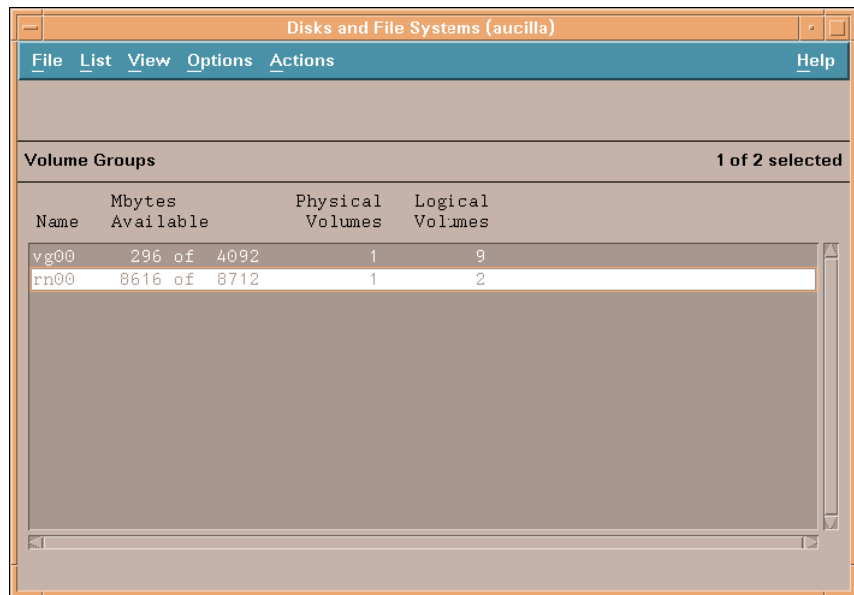 Disks and File Systems (aucilla)
File List View Options Actions Help
Volume Groups 1 of 2 selected
Mbytes Physical Logical
Name Available Volumes Volumes
vg00 296 of 4092 1 9
rn00 8616 of 8712 1 2